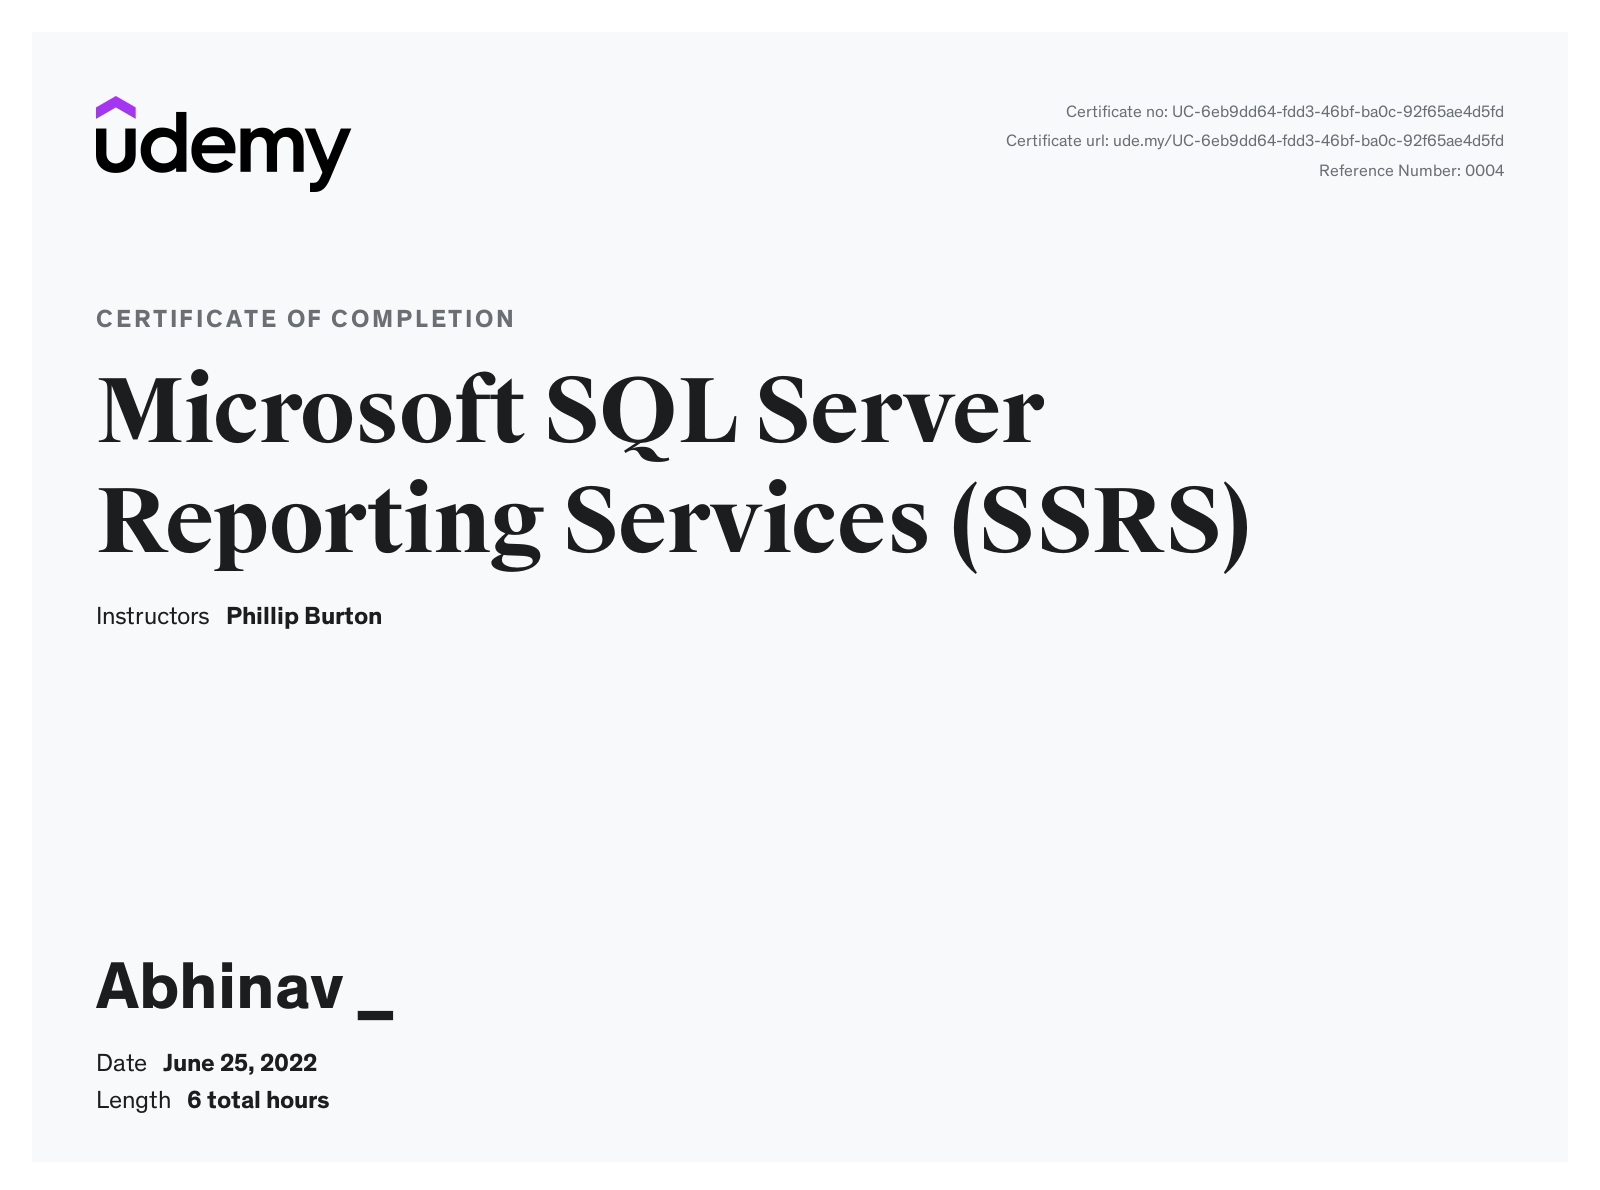 udemy
Certificate no: UC-6eb9dd64-fdd3-46bf-ba0c-92f65ae4d5fd
Certificate url: ude.my/UC-6eb9dd64-fdd3-46bf-ba0c-92f65ae4d5fd
Reference Number: 0004
CERTIFICATE OF COMPLETION
Microsoft SQL Server
Reporting Services (SSRS)
Instructors Phillip Burton
Abhinav _
Date June 25, 2022
Length 6 total hours